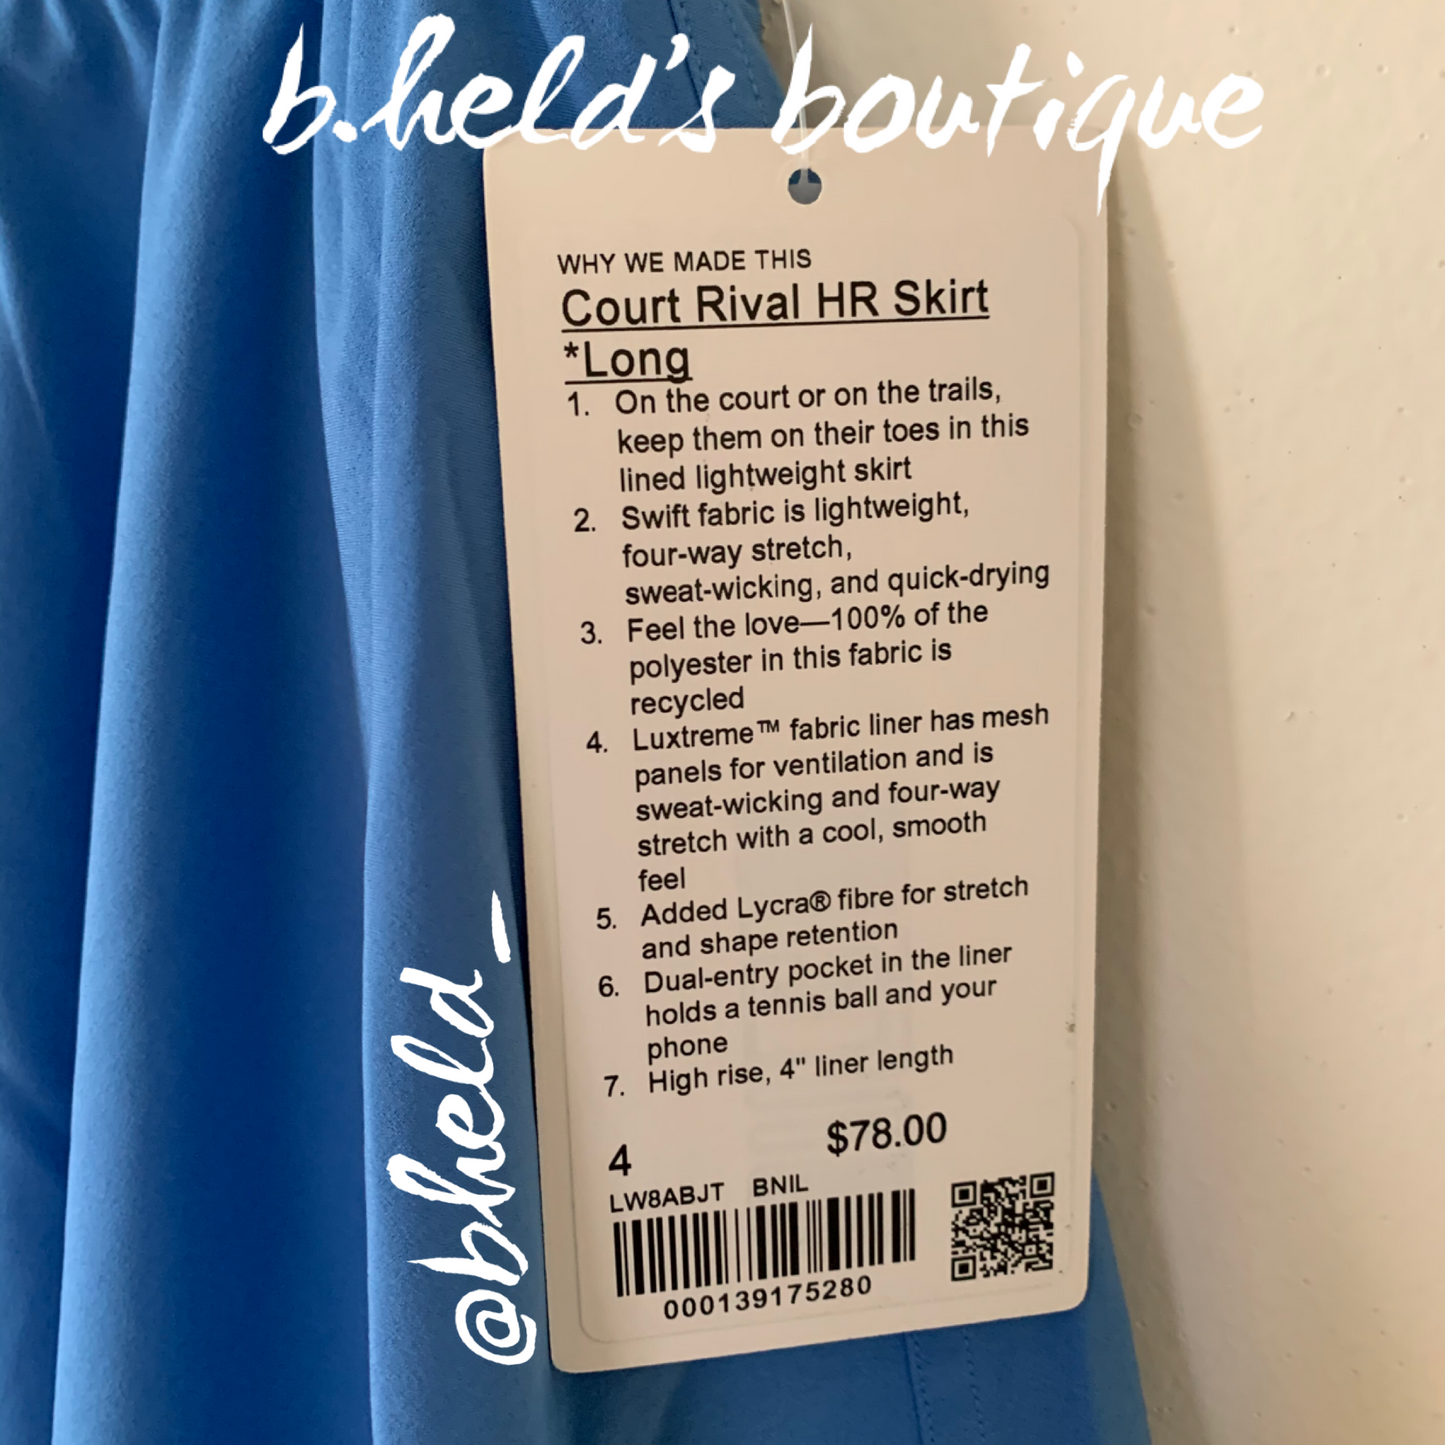 b.held's boutique
WHY WE MADE THIS
Court Rival HR Skirt
*Long
1. On the court or on the trails,
keep them on their toes in this
lined lightweight skirt
2. Swift fabric is lightweight,
four-way stretch,
sweat-wicking, and quick-drying
3. Feel the love—100% of the
polyester in this fabric is
recycled
4. Luxtreme™ fabric liner has mesh
panels for ventilation and is
sweat-wicking and four-way
stretch with a cool, smooth
feel
5. Added Lycra® fibre for stretch
and shape retention
6. Dual-entry pocket in the liner
holds a tennis ball and your
phone
7. High rise, 4" liner length
4 $78.00
LW8ABJT BNIL
000139175280
@bheld_